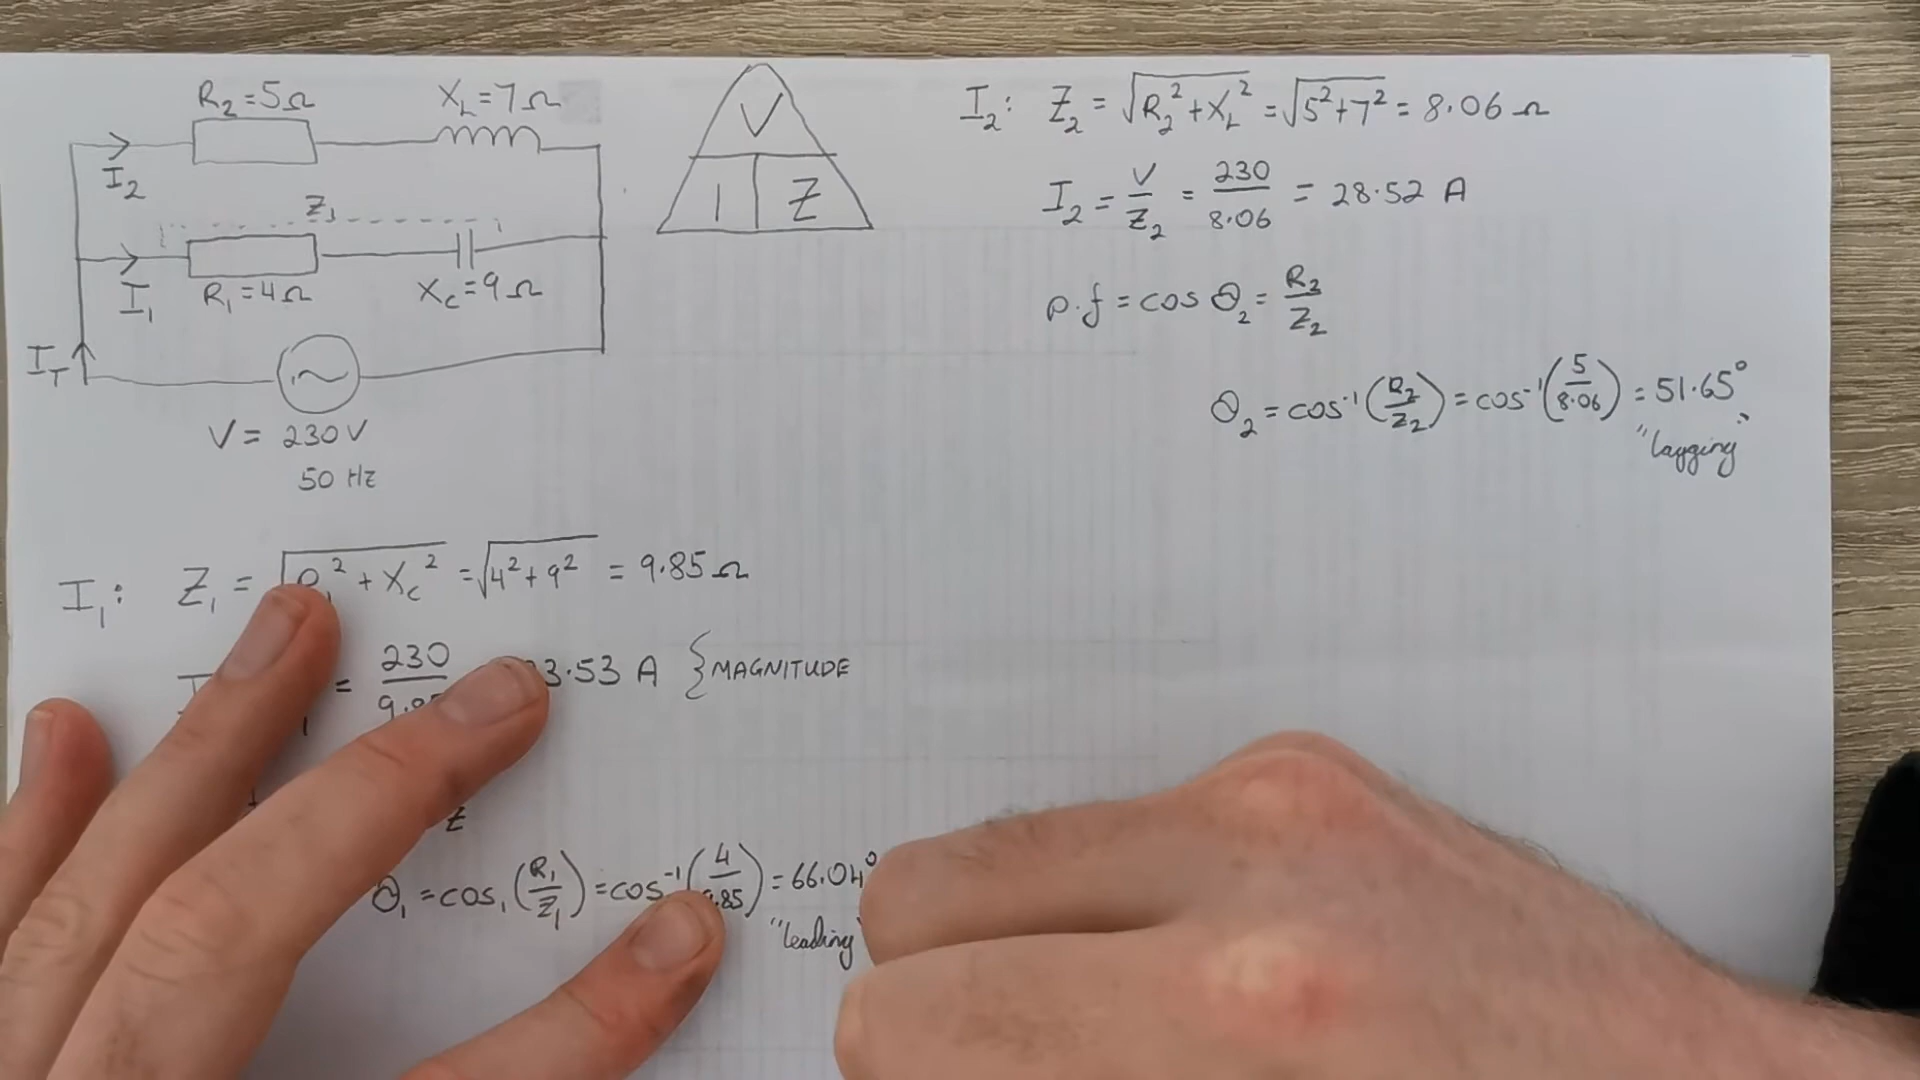 R₂=5Ω
X_L=7Ω
I₂
Z₁
I₁
R₁=4Ω
X_c=9Ω
I_T
V= 230V
50 Hz
V
I Z
I₂: Z₂ = √R₂²+X_L² = √5²+7² = 8.06 Ω
I₂ = V/Z₂ = 230/8.06 = 28.52 A
p.f = cos θ₂ = R₂/Z₂
θ₂ = cos⁻¹(R₂/Z₂) = cos⁻¹(5/8.06) = 51.65°
"lagging"
I₁: Z₁ = √ ² + X_c² = √4²+9² = 9.85 Ω
= 230/ 3.53 A } MAGNITUDE
Z
θ₁ = cos₁(R₁/Z₁) = cos⁻¹(4/ .85) = 66.04°
"leading